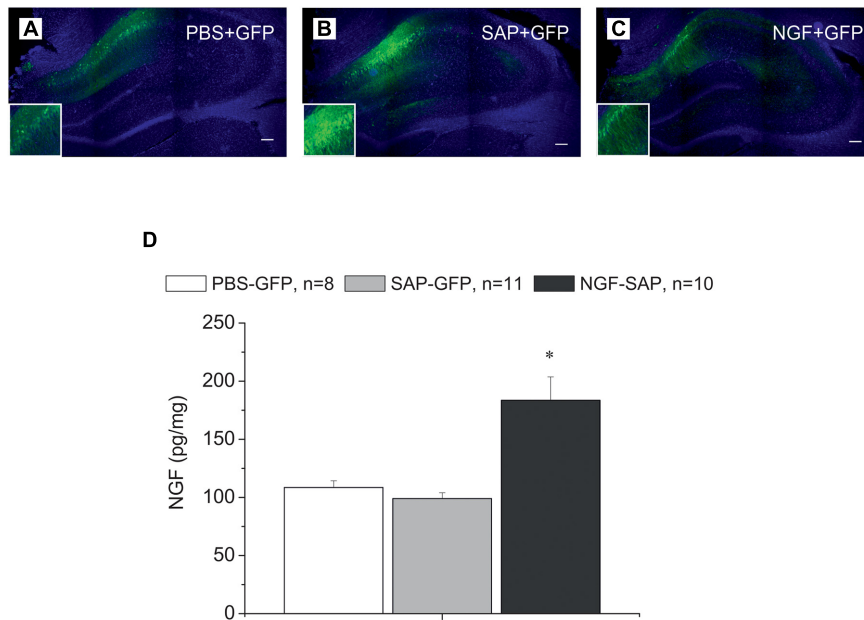 A PBS+GFP
B SAP+GFP
C NGF+GFP
D
PBS-GFP, n=8 SAP-GFP, n=11 NGF-SAP, n=10
250
200
150
100
50
0
NGF (pg/mg)
*